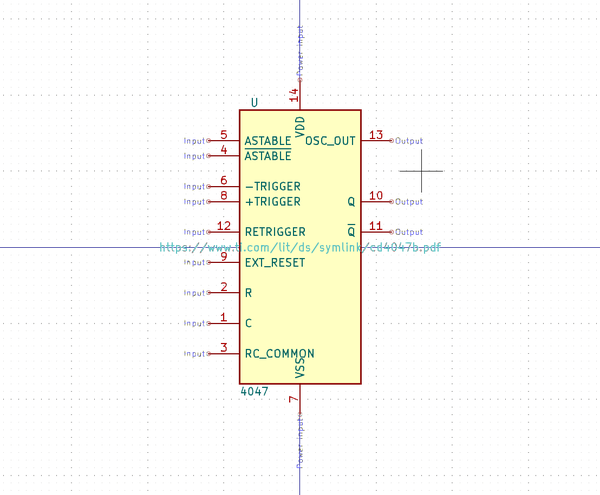 Power input
14
U
VDD
Input 5 ASTABLE OSC_OUT 13 Output
Input 4 ASTABLE
Input 6 -TRIGGER
Input 8 +TRIGGER Q 10 Output
Input 12 RETRIGGER Q 11 Output
https://www.ti.com/lit/ds/symlink/cd4047b.pdf
Input 9 EXT_RESET
Input 2 R
Input 1 C
Input 3 RC_COMMON
VSS
4047
7
Power input